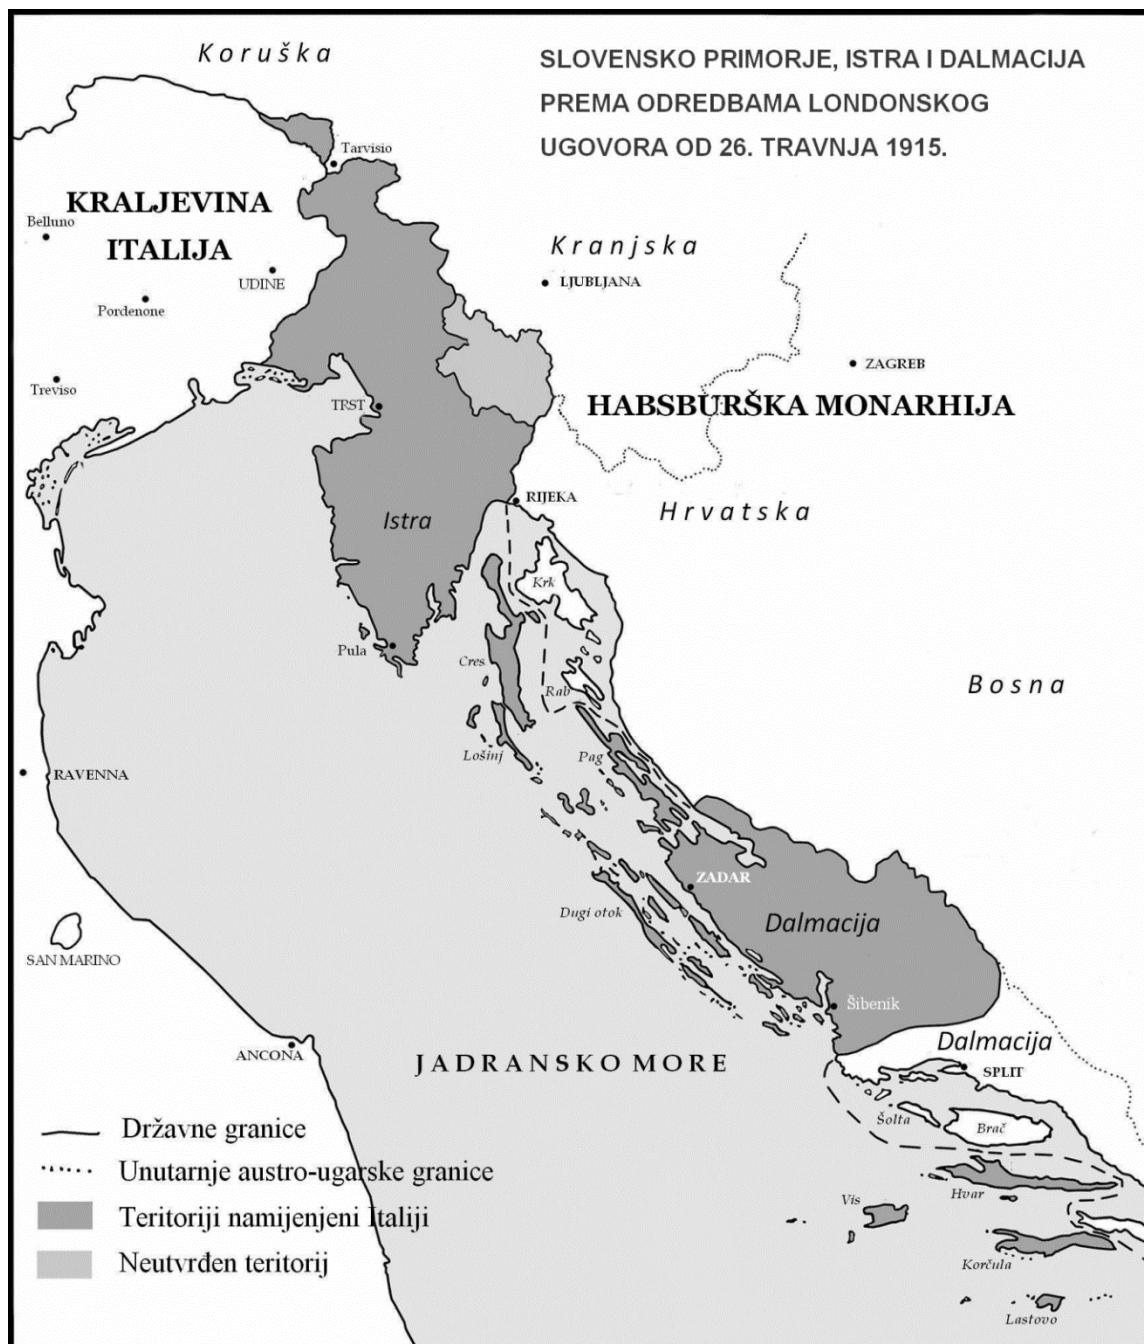 Koruška
SLOVENSKO PRIMORJE, ISTRA I DALMACIJA
PREMA ODREDBAMA LONDONSKOG
UGOVORA OD 26. TRAVNJA 1915.
Tarvisio
KRALJEVINA
ITALIJA
Belluno
UDINE
Pordenone
Treviso
Kranjska
LJUBLJANA
ZAGREB
HABSBURŠKA MONARHIJA
TRST
RIJEKA
Hrvatska
Istra
Krk
Pula
Cres
Rab
Bosna
Lošinj
Pag
RAVENNA
ZADAR
Dugi otok
Dalmacija
SAN MARINO
Šibenik
ANCONA
JADRANSKO MORE
Dalmacija
SPLIT
Šolta
Brač
Hvar
Vis
Korčula
Lastovo
Državne granice
Unutarnje austro-ugarske granice
Teritoriji namijenjeni Italiji
Neutvrđen teritorij